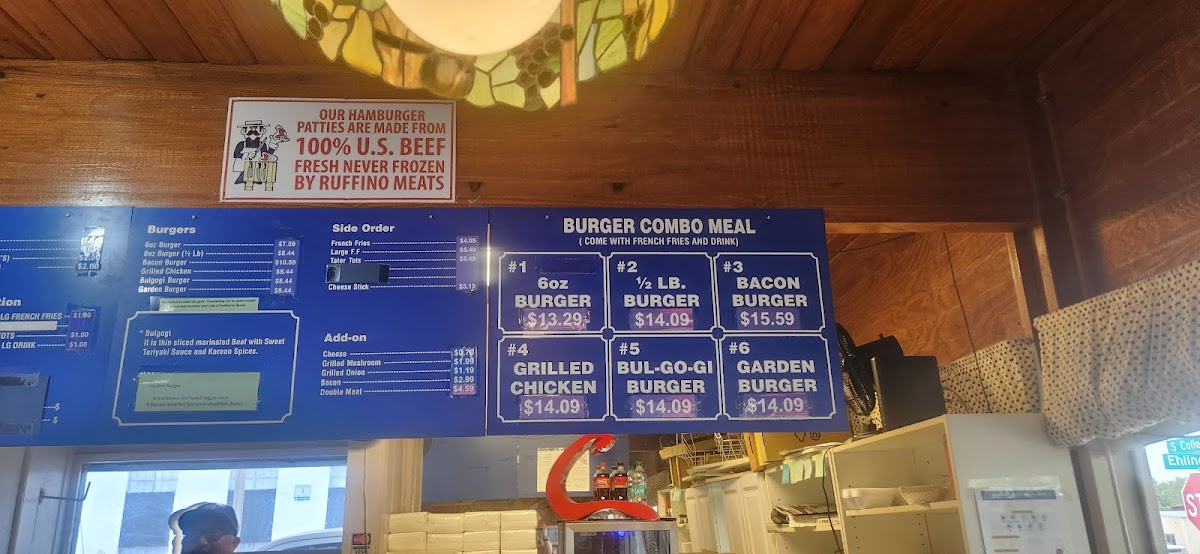 OUR HAMBURGER
PATTIES ARE MADE FROM
100% U.S. BEEF
FRESH NEVER FROZEN
BY RUFFINO MEATS
$2.00
LG-FRENCH FRIES
LG DRINK $1.00
$1.00
Burgers
6oz Burger $7.59
8oz Burger (½ Lb) $8.44
Bacon Burger $10.59
Grilled Chicken $8.44
Bulgogi Burger $8.44
Garden Burger $8.44
" Bulgogi
It is thin sliced marinated Beef with Sweet
Teriyaki Sauce and Korean Spices.
Garden Burger
Side Order
French Fries $4.09
Large F.F $5.49
Tater Tots $5.49
Cheese Stick $5.19
Add-on
Cheese
Grilled Mushroom $1.99
Grilled Onion $1.19
Bacon $2.99
Double Meat $4.59
BURGER COMBO MEAL
( COME WITH FRENCH FRIES AND DRINK)
#1
6oz
BURGER
$13.29
#2
½ LB.
BURGER
$14.09
#3
BACON
BURGER
$15.59
#4
GRILLED
CHICKEN
$14.09
#5
BUL-GO-GI
BURGER
$14.09
#6
GARDEN
BURGER
$14.09